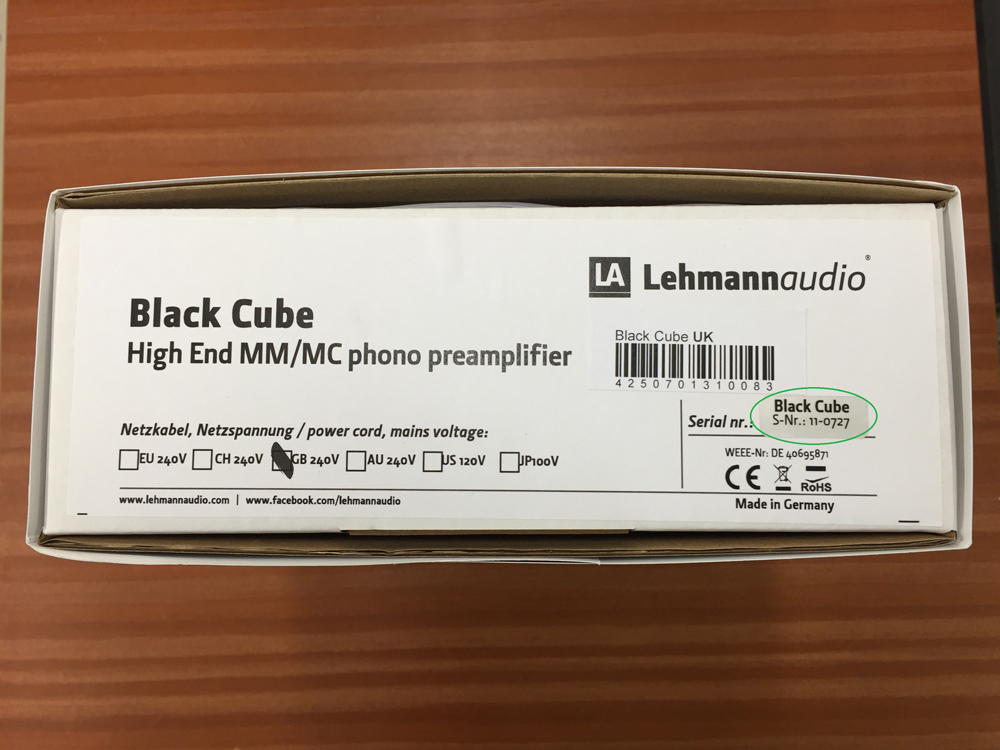 LA Lehmannaudio®
Black Cube
High End MM/MC phono preamplifier
Black Cube UK
4250701310083
Serial nr.:
Black Cube
S-Nr.: 11-0727
Netzkabel, Netzspannung / power cord, mains voltage:
EU 240V CH 240V GB 240V AU 240V US 120V JP100V
WEEE-Nr: DE 40695871
CE RoHS
www.lehmannaudio.com | www.facebook.com/lehmannaudio
Made in Germany